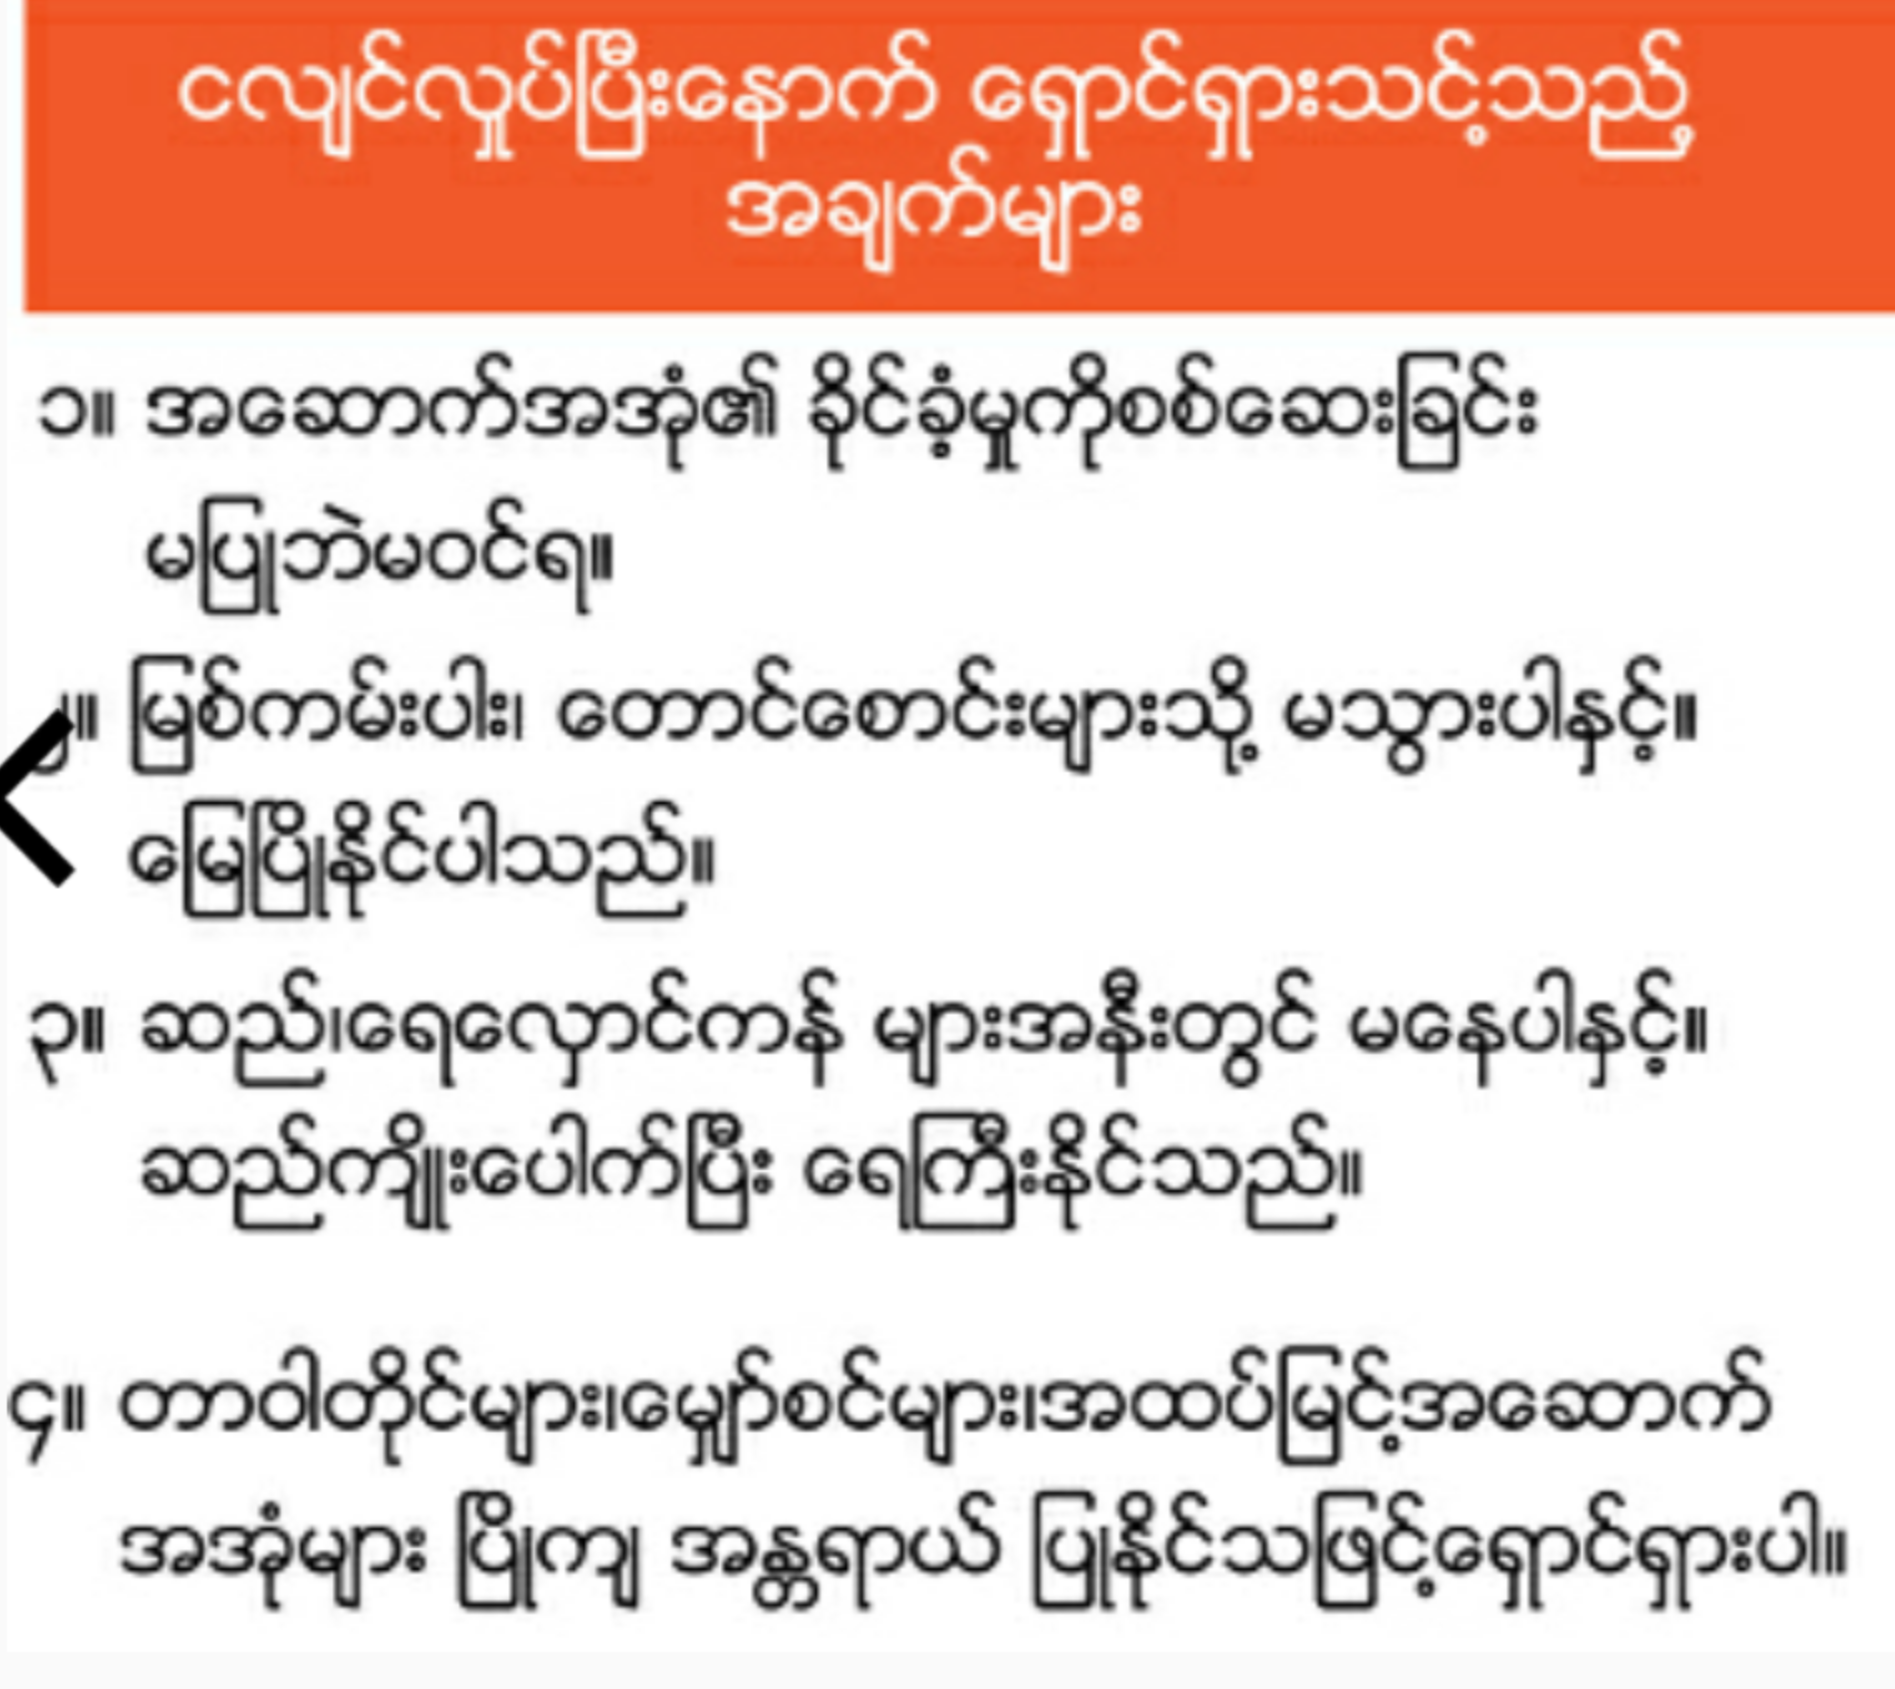 ငလျင်လှုပ်ပြီးနောက် ရှောင်ရှားသင့်သည့်
အချက်များ
၁။ အဆောက်အအုံ၏ ခိုင်ခံ့မှုကိုစစ်ဆေးခြင်း
မပြုဘဲမဝင်ရ။
၂။ မြစ်ကမ်းပါး၊ တောင်စောင်းများသို့ မသွားပါနှင့်။
မြေပြိုနိုင်ပါသည်။
၃။ ဆည်၊ရေလှောင်ကန် များအနီးတွင် မနေပါနှင့်။
ဆည်ကျိုးပေါက်ပြီး ရေကြီးနိုင်သည်။
၄။ တာဝါတိုင်များ၊မျှော်စင်များ၊အထပ်မြင့်အဆောက်
အအုံများ ပြိုကျ အန္တရာယ် ပြုနိုင်သဖြင့်ရှောင်ရှားပါ။